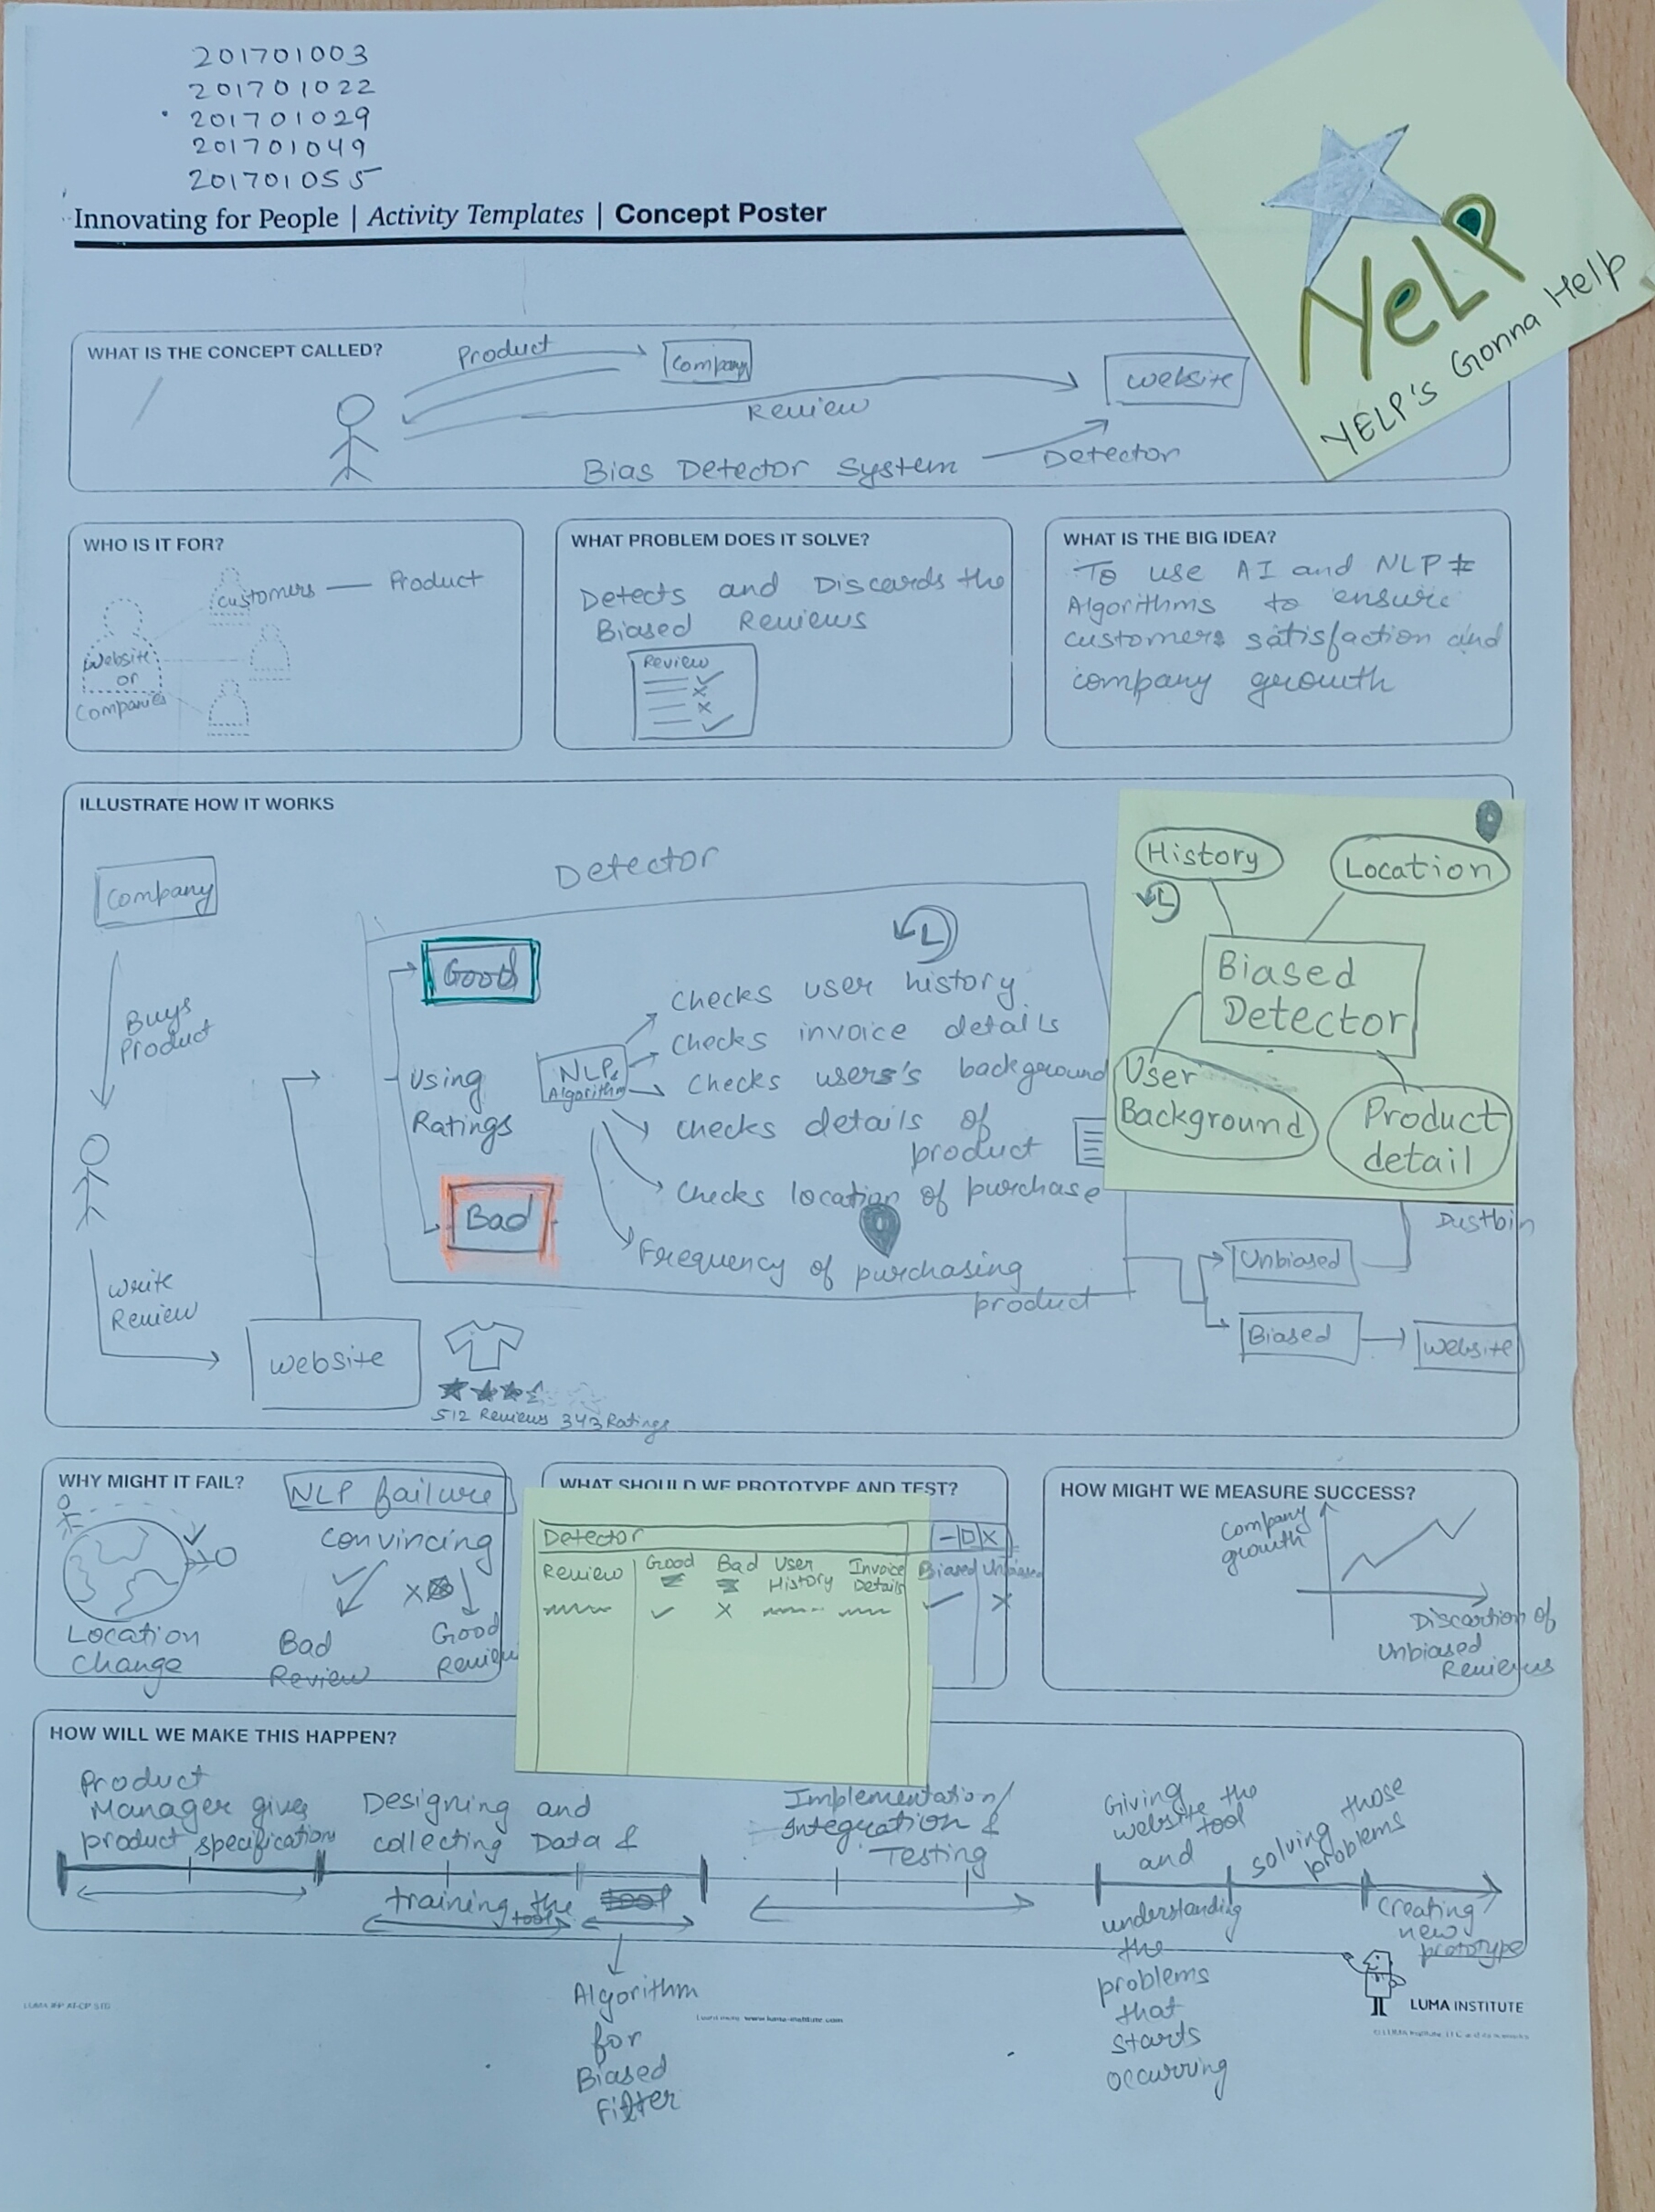 201701003
201701022
201701029
201701049
201701055
Innovating for People | Activity Templates | Concept Poster
YeLP
YELP'S Gonna Help
WHAT IS THE CONCEPT CALLED?
Product
Company
Website
Review
Bias Detector System
Detector
WHO IS IT FOR?
Customers — Product
Website
or
Companies
WHAT PROBLEM DOES IT SOLVE?
Detects and Discards the
Biased Reviews
Review
WHAT IS THE BIG IDEA?
To use AI and NLP
Algorithms to ensure
customers satisfaction and
company growth
ILLUSTRATE HOW IT WORKS
Company
Buys
Product
Write
Review
Website
512 Reviews 343 Ratings
Detector
Good
Using
Ratings
Bad
NLP
Algorithm
Checks user history
Checks invoice details
Checks users's background
Checks details of
product
Checks location of purchase
Frequency of purchasing
product
History
Location
Biased
Detector
User
Background
Product
detail
Dustbin
Unbiased
Biased
Website
WHY MIGHT IT FAIL?
NLP failure
Convincing
Location
Change
Bad
Review
Good
Review
WHAT SHOULD WE PROTOTYPE AND TEST?
Detector
Review Good Bad User History Invoice Details Biased Unbiased
HOW MIGHT WE MEASURE SUCCESS?
Company
growth
Discartion of
Unbiased
Reviews
HOW WILL WE MAKE THIS HAPPEN?
Product
Manager gives
product specification
Designing and
collecting Data &
training the
tool
Algorithm
for
Biased
Filter
Implementation/
Integration &
Testing
Giving
website the
tool
and
understanding
the
problems
that
starts
occurring
solving those
problems
Creating
new
prototype
LUMA INSTITUTE
www.luma-institute.com